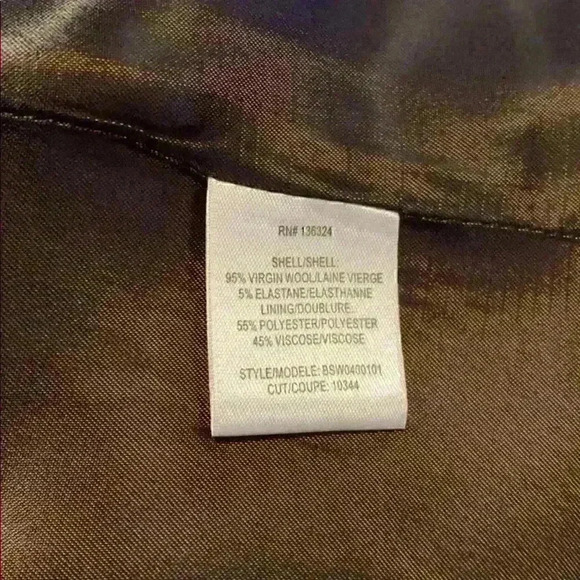 RN# 136324
SHELL/SHELL:
95% VIRGIN WOOL/LAINE VIERGE
5% ELASTANE/ELASTHANNE
LINING/DOUBLURE:
55% POLYESTER/POLYESTER
45% VISCOSE/VISCOSE
STYLE/MODELE: BSW0400101
CUT/COUPE: 10344